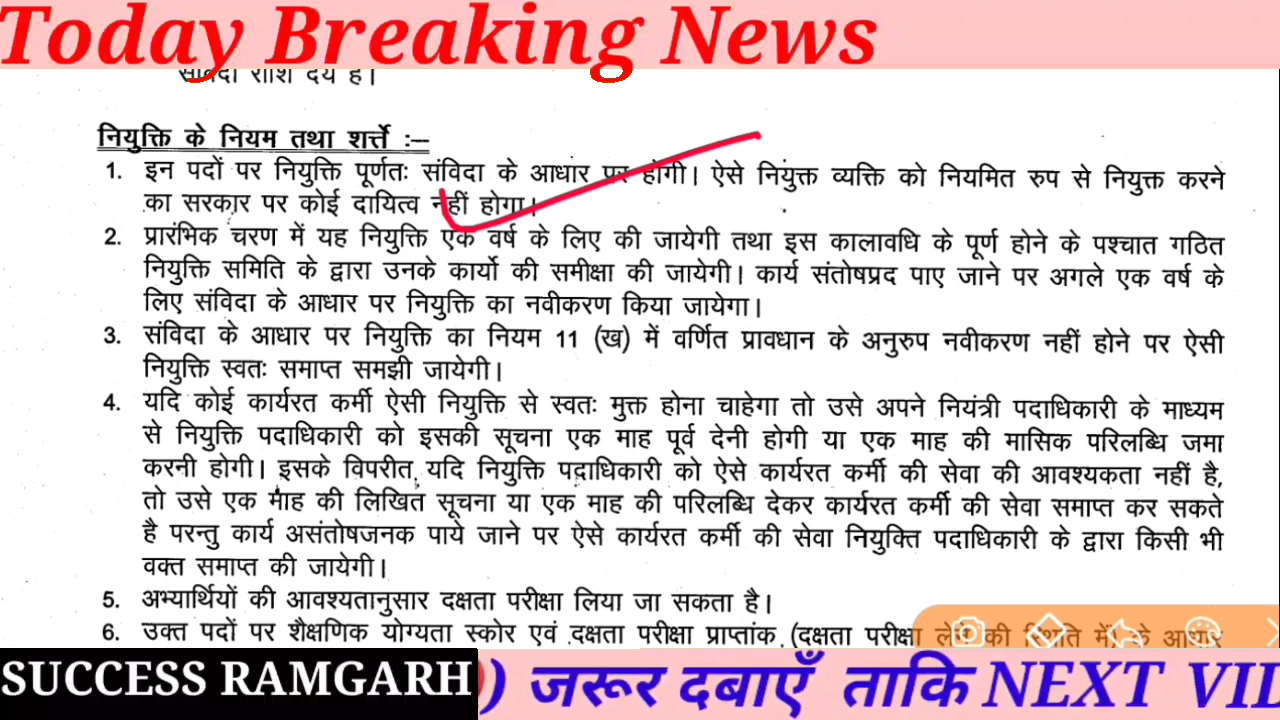 Today Breaking News
संविदा राशि देय है।
नियुक्ति के नियम तथा शर्त्ते :–
1. इन पदों पर नियुक्ति पूर्णतः संविदा के आधार पर होगी। ऐसे नियुक्त व्यक्ति को नियमित रुप से नियुक्त करने
का सरकार पर कोई दायित्व नहीं होगा।
2. प्रारंभिक चरण में यह नियुक्ति एक वर्ष के लिए की जायेगी तथा इस कालावधि के पूर्ण होने के पश्चात गठित
नियुक्ति समिति के द्वारा उनके कार्यो की समीक्षा की जायेगी। कार्य संतोषप्रद पाए जाने पर अगले एक वर्ष के
लिए संविदा के आधार पर नियुक्ति का नवीकरण किया जायेगा।
3. संविदा के आधार पर नियुक्ति का नियम 11 (ख) में वर्णित प्रावधान के अनुरुप नवीकरण नहीं होने पर ऐसी
नियुक्ति स्वतः समाप्त समझी जायेगी।
4. यदि कोई कार्यरत कर्मी ऐसी नियुक्ति से स्वतः मुक्त होना चाहेगा तो उसे अपने नियंत्री पदाधिकारी के माध्यम
से नियुक्ति पदाधिकारी को इसकी सूचना एक माह पूर्व देनी होगी या एक माह की मासिक परिलब्धि जमा
करनी होगी। इसके विपरीत यदि नियुक्ति पदाधिकारी को ऐसे कार्यरत कर्मी की सेवा की आवश्यकता नहीं है,
तो उसे एक माह की लिखित सूचना या एक माह की परिलब्धि देकर कार्यरत कर्मी की सेवा समाप्त कर सकते
है परन्तु कार्य असंतोषजनक पाये जाने पर ऐसे कार्यरत कर्मी की सेवा नियुक्ति पदाधिकारी के द्वारा किसी भी
वक्त समाप्त की जायेगी।
5. अभ्यार्थियों की आवश्यतानुसार दक्षता परीक्षा लिया जा सकता है।
6. उक्त पदों पर शैक्षणिक योग्यता स्कोर एवं दक्षता परीक्षा प्राप्तांक (दक्षता परीक्षा लेने की स्थिति में) के आधार
SUCCESS RAMGARH ) जरूर दबाएँ ताकि NEXT VID